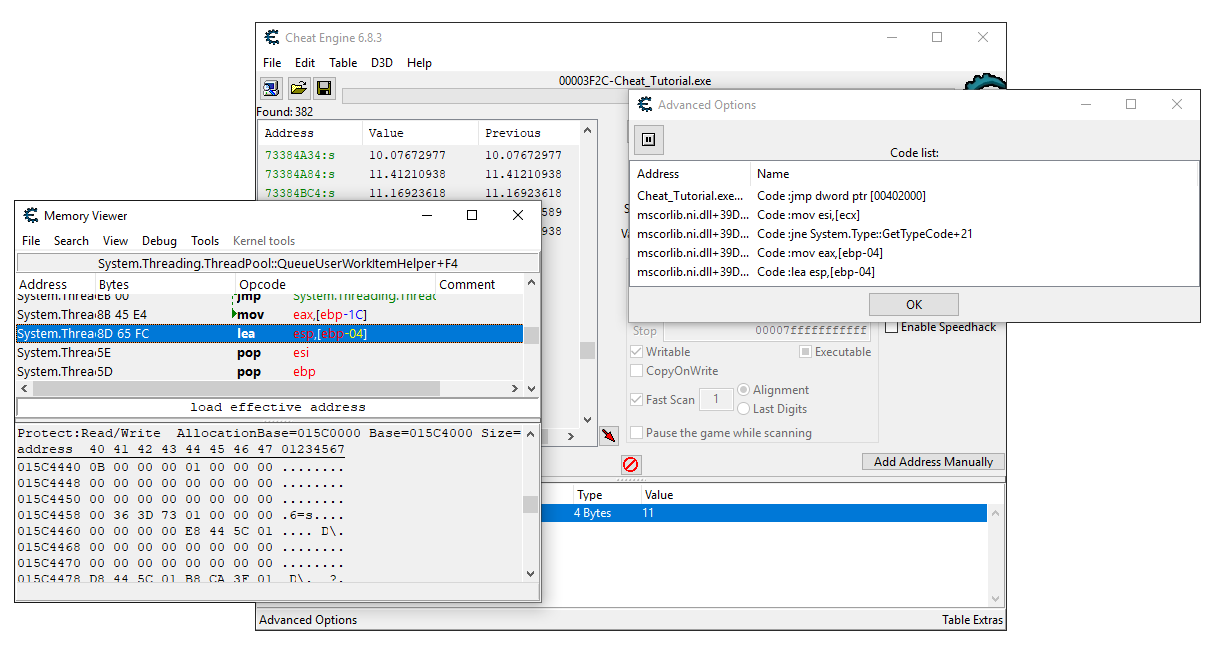 Cheat Engine 6.8.3
File Edit Table D3D Help
00003F2C-Cheat_Tutorial.exe
Found: 382
Address Value Previous
73384A34:s 10.07672977 10.07672977
73384A84:s 11.41210938 11.41210938
73384BC4:s 11.16923618 11.16923618
589
938
Advanced Options
Code list:
Address Name
Cheat_Tutorial.exe... Code :jmp dword ptr [00402000]
mscorlib.ni.dll+39D... Code :mov esi,[ecx]
mscorlib.ni.dll+39D... Code :jne System.Type::GetTypeCode+21
mscorlib.ni.dll+39D... Code :mov eax,[ebp-04]
mscorlib.ni.dll+39D... Code :lea esp,[ebp-04]
OK
Memory Viewer
File Search View Debug Tools Kernel tools
System.Threading.ThreadPool::QueueUserWorkItemHelper+F4
Address Bytes Opcode Comment
System.Threa EB 00 jmp System.Threading.Threac
System.Threa 8B 45 E4 mov eax,[ebp-1C]
System.Threa 8D 65 FC lea esp,[ebp-04]
System.Threa 5E pop esi
System.Threa 5D pop ebp
load effective address
Protect:Read/Write AllocationBase=015C0000 Base=015C4000 Size=
address 40 41 42 43 44 45 46 47 01234567
015C4440 0B 00 00 00 01 00 00 00 ........
015C4448 00 00 00 00 00 00 00 00 ........
015C4450 00 00 00 00 00 00 00 00 ........
015C4458 00 36 3D 73 01 00 00 00 .6=s....
015C4460 00 00 00 00 E8 44 5C 01 .... D\.
015C4468 00 00 00 00 00 00 00 00 ........
015C4470 00 00 00 00 00 00 00 00 ........
015C4478 D8 44 5C 01 B8 CA 3F 01 D\. ?.
Stop 00007fffffffffff
Enable Speedhack
Writable Executable
CopyOnWrite
Fast Scan 1 Alignment
Last Digits
Pause the game while scanning
Add Address Manually
Type Value
4 Bytes 11
Advanced Options Table Extras